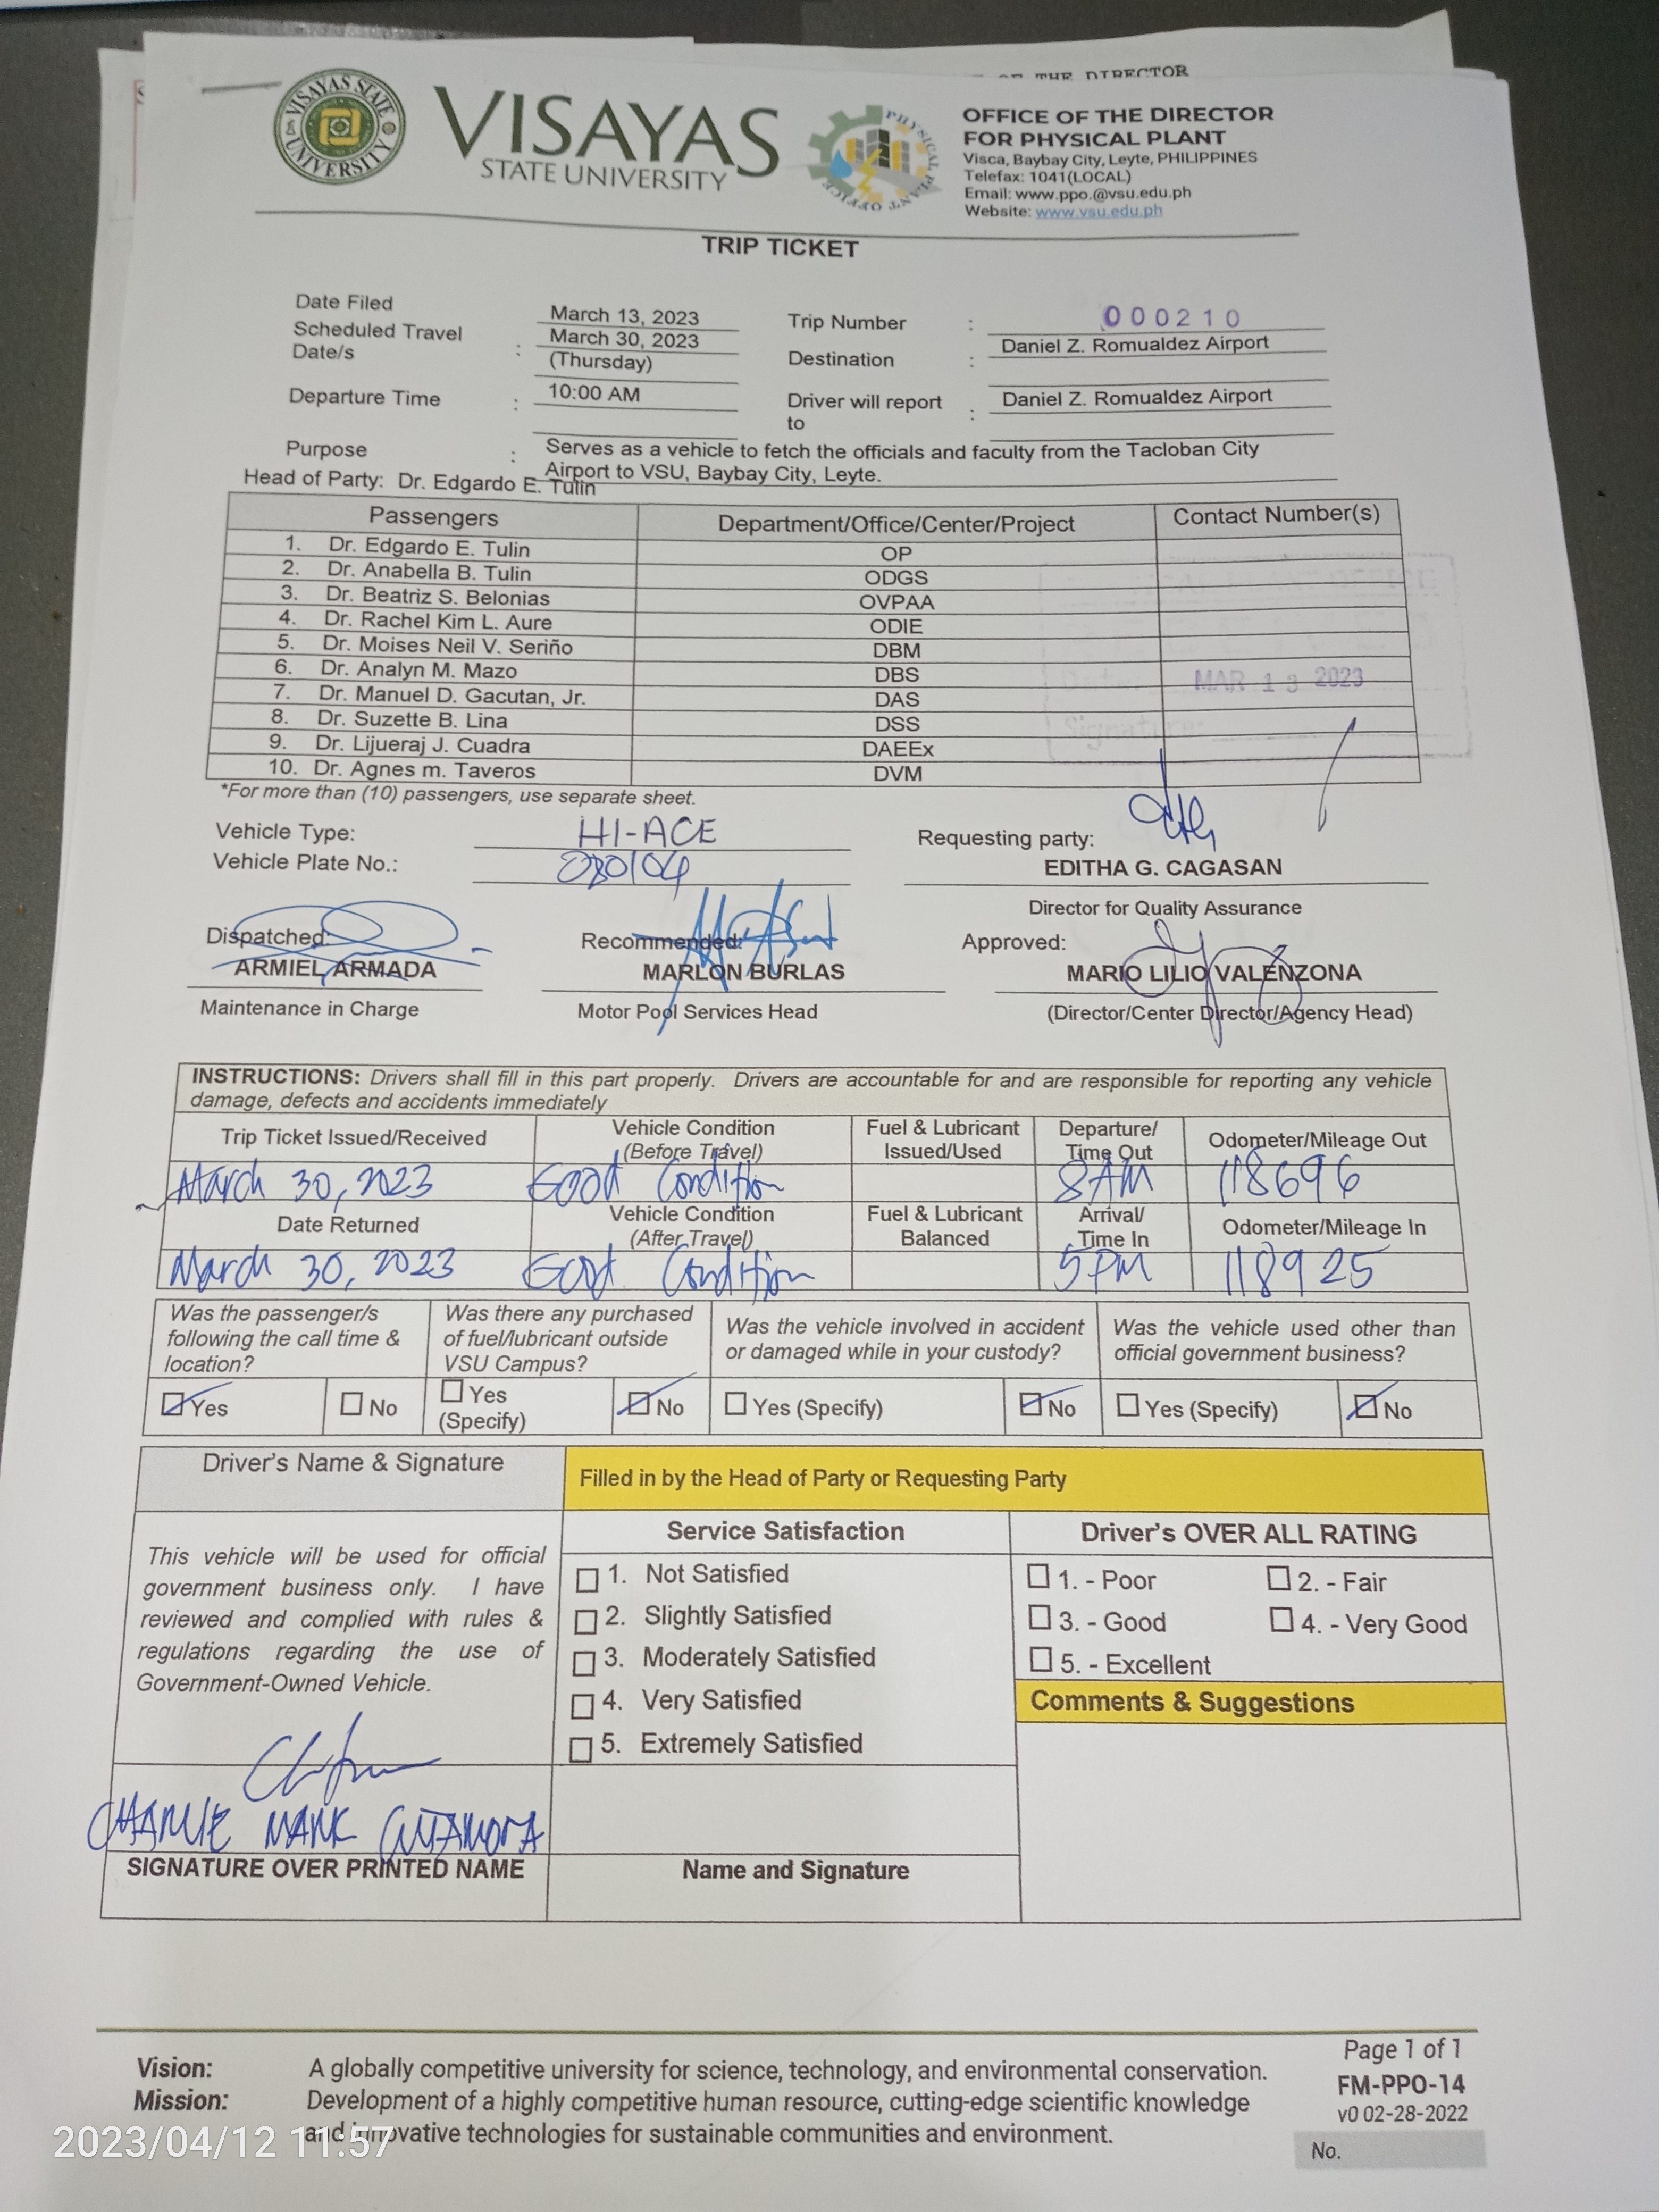 THE DIRECTOR
VISAYAS STATE UNIVERSITY
VISAYAS
STATE UNIVERSITY
PHYSICAL PLANT OFFICE
OFFICE OF THE DIRECTOR
FOR PHYSICAL PLANT
Visca, Baybay City, Leyte, PHILIPPINES
Telefax: 1041(LOCAL)
Email: www.ppo.@vsu.edu.ph
Website: www.vsu.edu.ph
TRIP TICKET
Date Filed March 13, 2023 Trip Number : 000210
Scheduled Travel Date/s : March 30, 2023 (Thursday) Destination : Daniel Z. Romualdez Airport
Departure Time : 10:00 AM Driver will report to : Daniel Z. Romualdez Airport
Purpose : Serves as a vehicle to fetch the officials and faculty from the Tacloban City
Airport to VSU, Baybay City, Leyte.
Head of Party: Dr. Edgardo E. Tulin
Passengers Department/Office/Center/Project Contact Number(s)
1. Dr. Edgardo E. Tulin OP
2. Dr. Anabella B. Tulin ODGS
3. Dr. Beatriz S. Belonias OVPAA
4. Dr. Rachel Kim L. Aure ODIE
5. Dr. Moises Neil V. Seriño DBM
6. Dr. Analyn M. Mazo DBS
7. Dr. Manuel D. Gacutan, Jr. DAS
8. Dr. Suzette B. Lina DSS
9. Dr. Lijueraj J. Cuadra DAEEx
10. Dr. Agnes m. Taveros DVM
Date: MAR 13 2023
Signature:
*For more than (10) passengers, use separate sheet.
Vehicle Type: HI-ACE Requesting party:
Vehicle Plate No.: EDITHA G. CAGASAN
Director for Quality Assurance
Dispatched: Recommended: Approved:
ARMIEL ARMADA MARLON BURLAS MARIO LILIO VALENZONA
Maintenance in Charge Motor Pool Services Head (Director/Center Director/Agency Head)
INSTRUCTIONS: Drivers shall fill in this part properly. Drivers are accountable for and are responsible for reporting any vehicle
damage, defects and accidents immediately
Trip Ticket Issued/Received Vehicle Condition (Before Travel) Fuel & Lubricant Issued/Used Departure/ Time Out Odometer/Mileage Out
March 30, 2023 Good Condition 8AM 118696
Date Returned Vehicle Condition (After Travel) Fuel & Lubricant Balanced Arrival/ Time In Odometer/Mileage In
March 30, 2023 Good Condition 5PM 118925
Was the passenger/s following the call time & location? Was there any purchased of fuel/lubricant outside VSU Campus? Was the vehicle involved in accident or damaged while in your custody? Was the vehicle used other than official government business?
Yes No Yes (Specify) No Yes (Specify) No Yes (Specify) No
Driver's Name & Signature Filled in by the Head of Party or Requesting Party
Service Satisfaction Driver's OVER ALL RATING
This vehicle will be used for official
government business only. I have
reviewed and complied with rules &
regulations regarding the use of
Government-Owned Vehicle.
1. Not Satisfied
2. Slightly Satisfied
3. Moderately Satisfied
4. Very Satisfied
5. Extremely Satisfied
1. - Poor 2. - Fair
3. - Good 4. - Very Good
5. - Excellent
Comments & Suggestions
CHARLIE MARK
SIGNATURE OVER PRINTED NAME Name and Signature
Vision: A globally competitive university for science, technology, and environmental conservation.
Mission: Development of a highly competitive human resource, cutting-edge scientific knowledge
and innovative technologies for sustainable communities and environment.
Page 1 of 1
FM-PPO-14
v0 02-28-2022
No.
2023/04/12 11:57